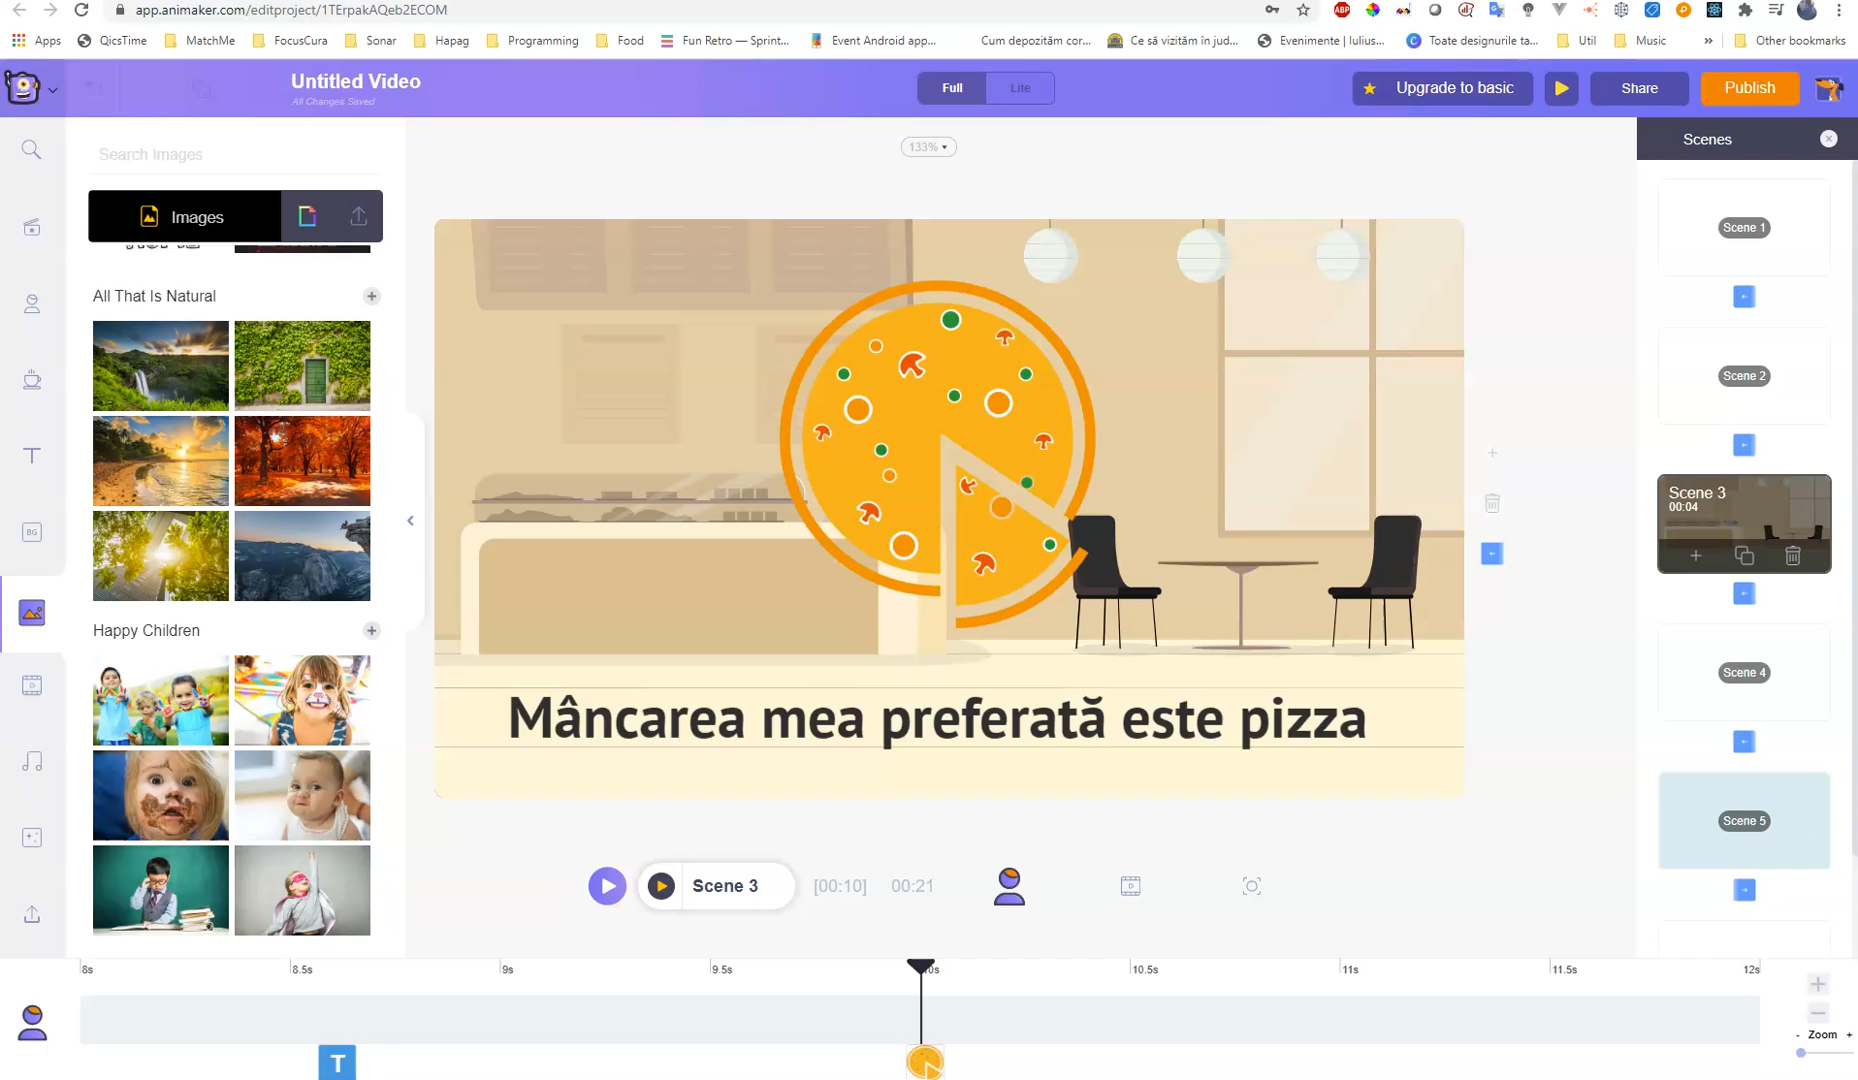 app.animaker.com/editproject/1TErpakAQeb2ECOM
Apps QicsTime MatchMe FocusCura Sonar Hapag Programming Food Fun Retro — Sprint... Event Android app... Cum depozităm cor... Ce să vizităm în jud... Evenimente | Iulius... Toate designurile ta... Util Music » Other bookmarks
Untitled Video
All Changes Saved
Full Lite
Upgrade to basic
Share
Publish
Search Images
133%
Scenes
Images
Scene 1
All That Is Natural
Scene 2
Scene 3
00:04
Happy Children
Scene 4
Mâncarea mea preferată este pizza
Scene 5
Scene 3 [00:10] 00:21
8s 8.5s 9s 9.5s 10s 10.5s 11s 11.5s 12s
- Zoom +
T
BG
ABP